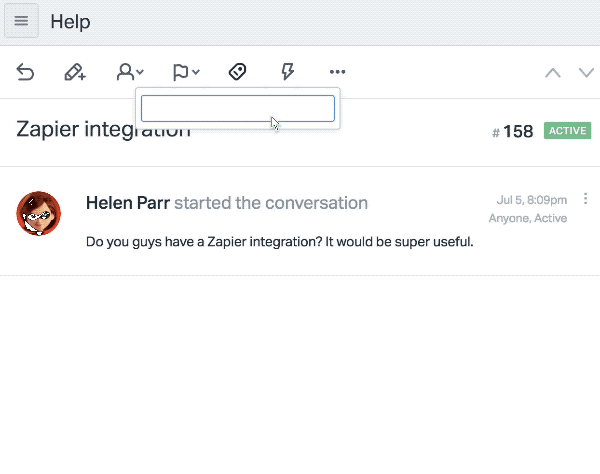 Help
Zapier integration
# 158 ACTIVE
Helen Parr started the conversation
Jul 5, 8:09pm
Anyone, Active
Do you guys have a Zapier integration? It would be super useful.